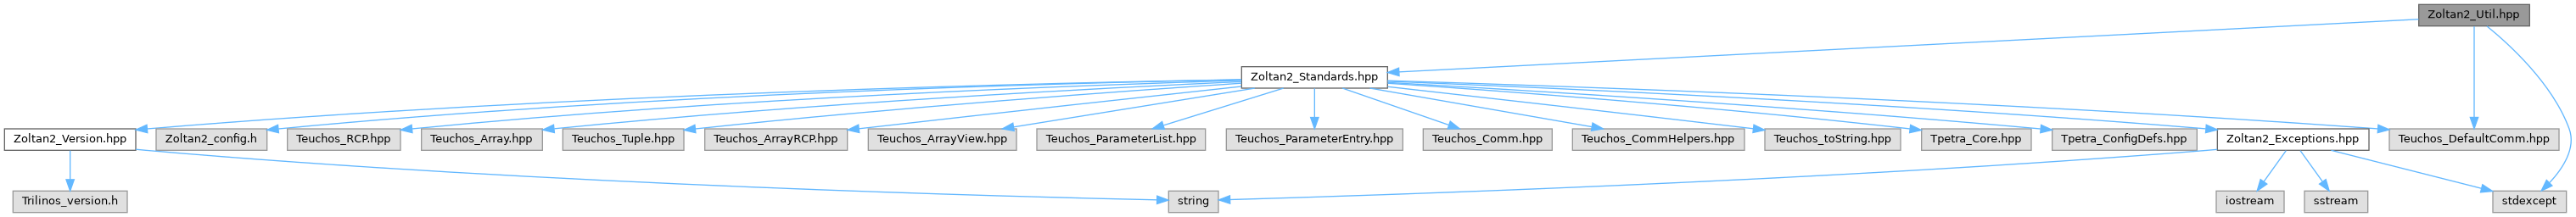 Zoltan2_Util.hpp
Zoltan2_Standards.hpp
Zoltan2_Version.hpp
Zoltan2_config.h
Teuchos_RCP.hpp
Teuchos_Array.hpp
Teuchos_Tuple.hpp
Teuchos_ArrayRCP.hpp
Teuchos_ArrayView.hpp
Teuchos_ParameterList.hpp
Teuchos_ParameterEntry.hpp
Teuchos_Comm.hpp
Teuchos_CommHelpers.hpp
Teuchos_toString.hpp
Tpetra_Core.hpp
Tpetra_ConfigDefs.hpp
Zoltan2_Exceptions.hpp
Teuchos_DefaultComm.hpp
Trilinos_version.h
string
iostream
sstream
stdexcept